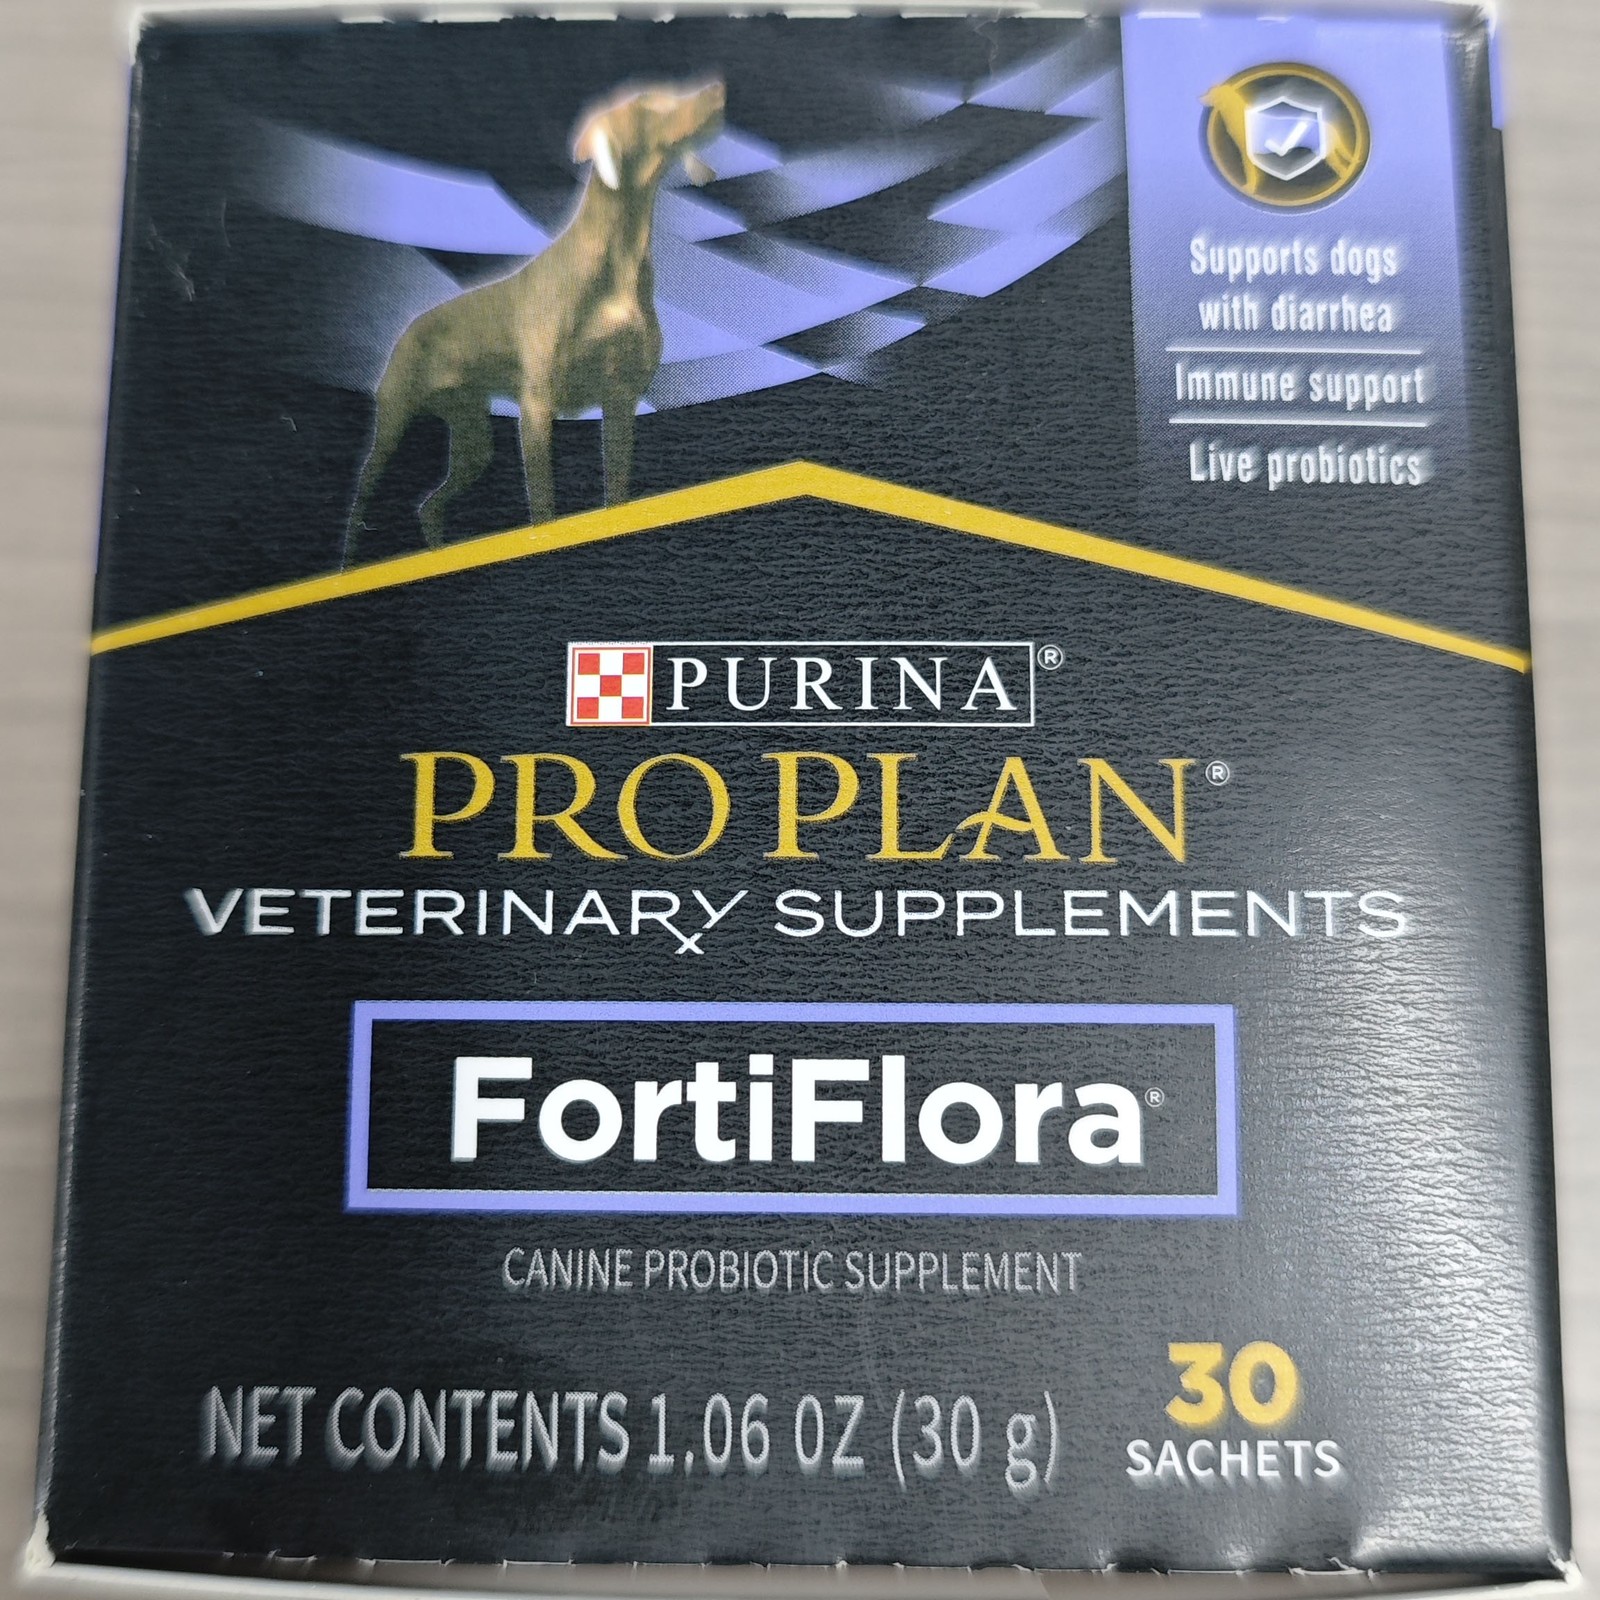 Supports dogs
with diarrhea
Immune support
Live probiotics
PURINA®
PRO PLAN®
VETERINARY SUPPLEMENTS
FortiFlora®
CANINE PROBIOTIC SUPPLEMENT
NET CONTENTS 1.06 OZ (30 g)
30
SACHETS